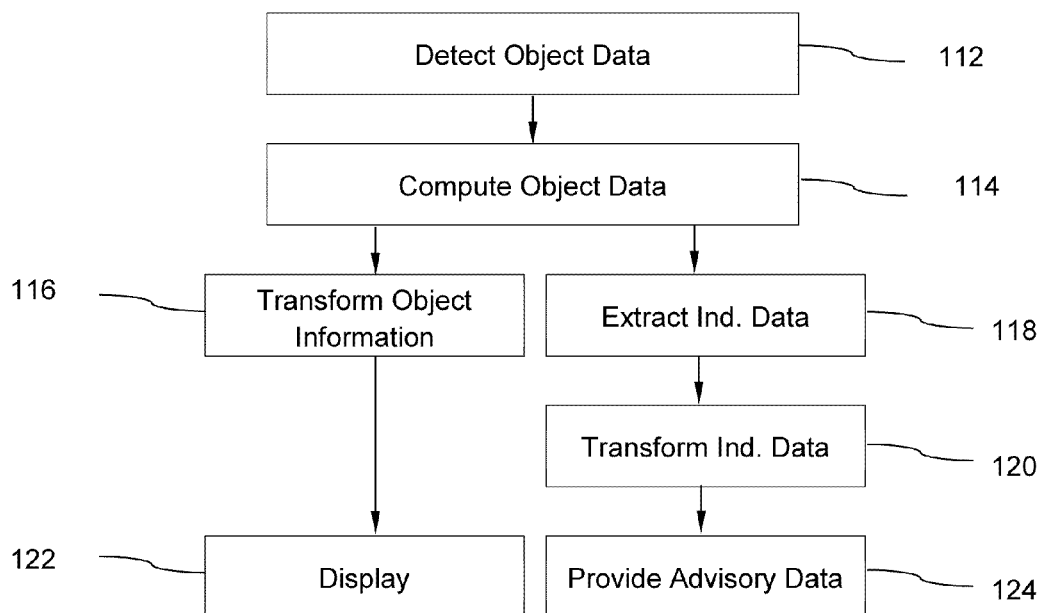 Detect Object Data
112
Compute Object Data
114
116
Transform Object
Information
Extract Ind. Data
118
Transform Ind. Data
120
122
Display
Provide Advisory Data
124